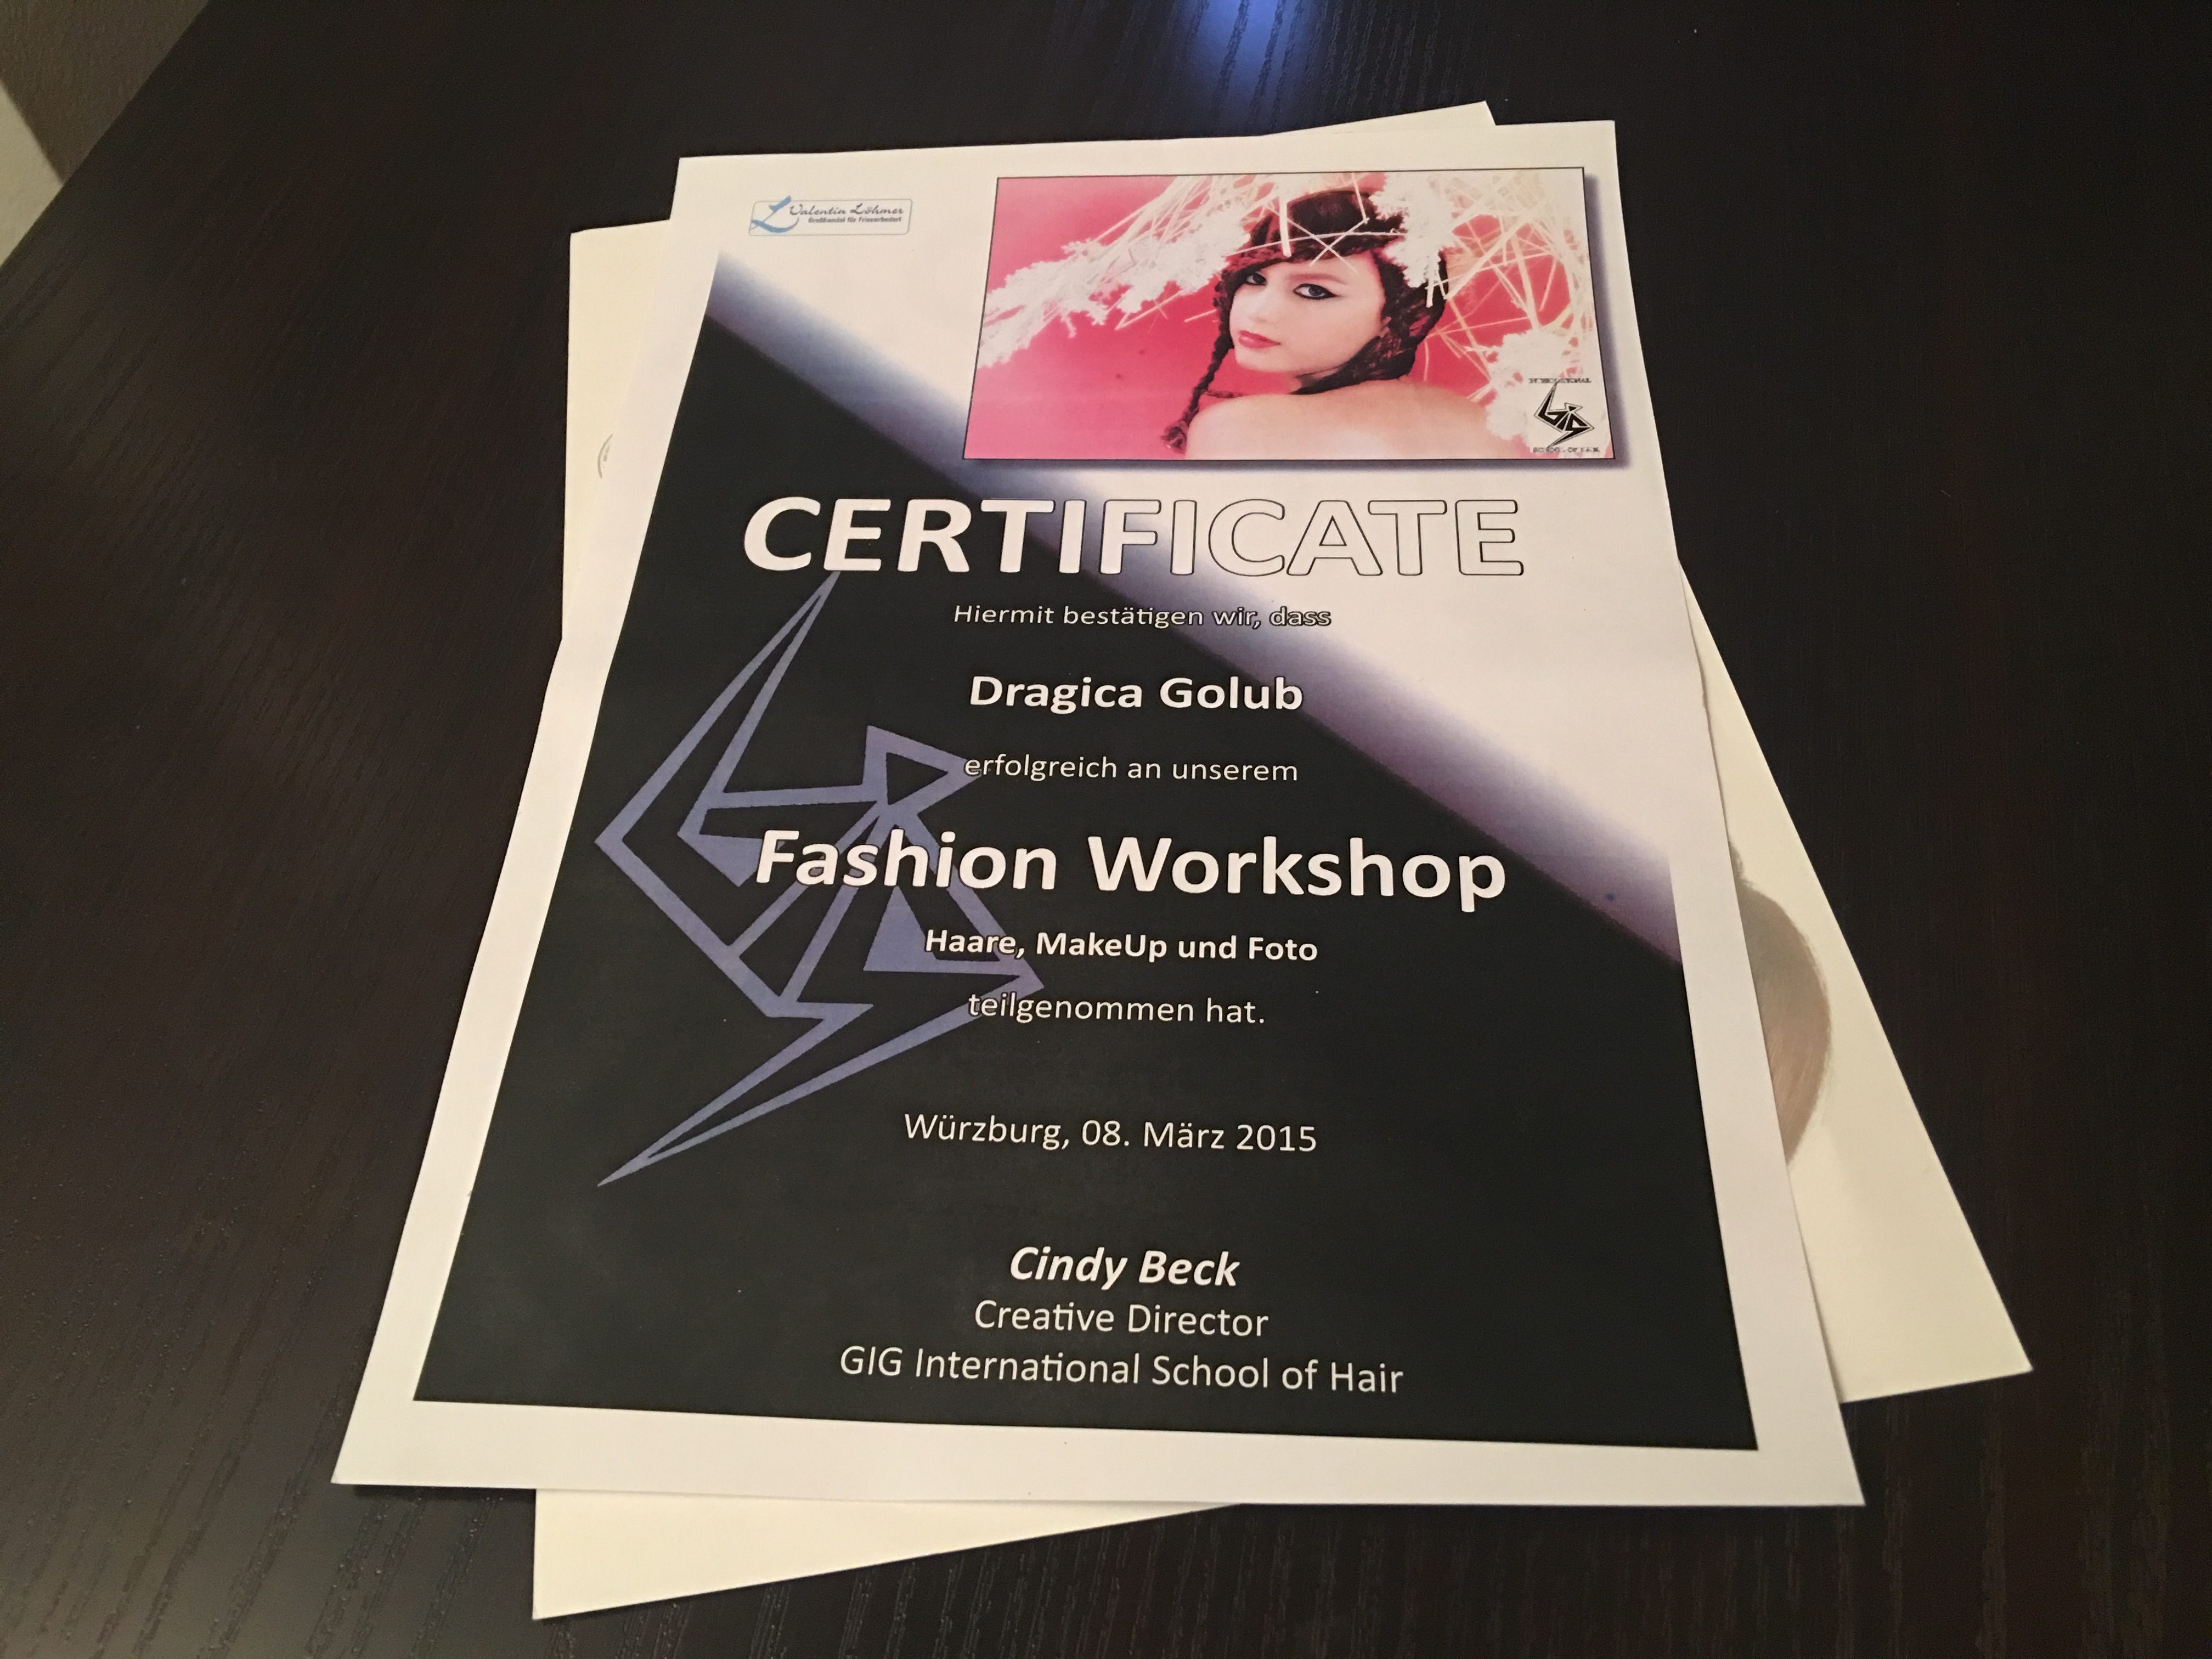 Valentin Löhmer
Großhandel für Friseurbedarf
INTERNATIONAL
GIG
SCHOOL OF HAIR
CERTIFICATE
Hiermit bestätigen wir, dass
Dragica Golub
erfolgreich an unserem
Fashion Workshop
Haare, MakeUp und Foto
teilgenommen hat.
Würzburg, 08. März 2015
Cindy Beck
Creative Director
GIG International School of Hair